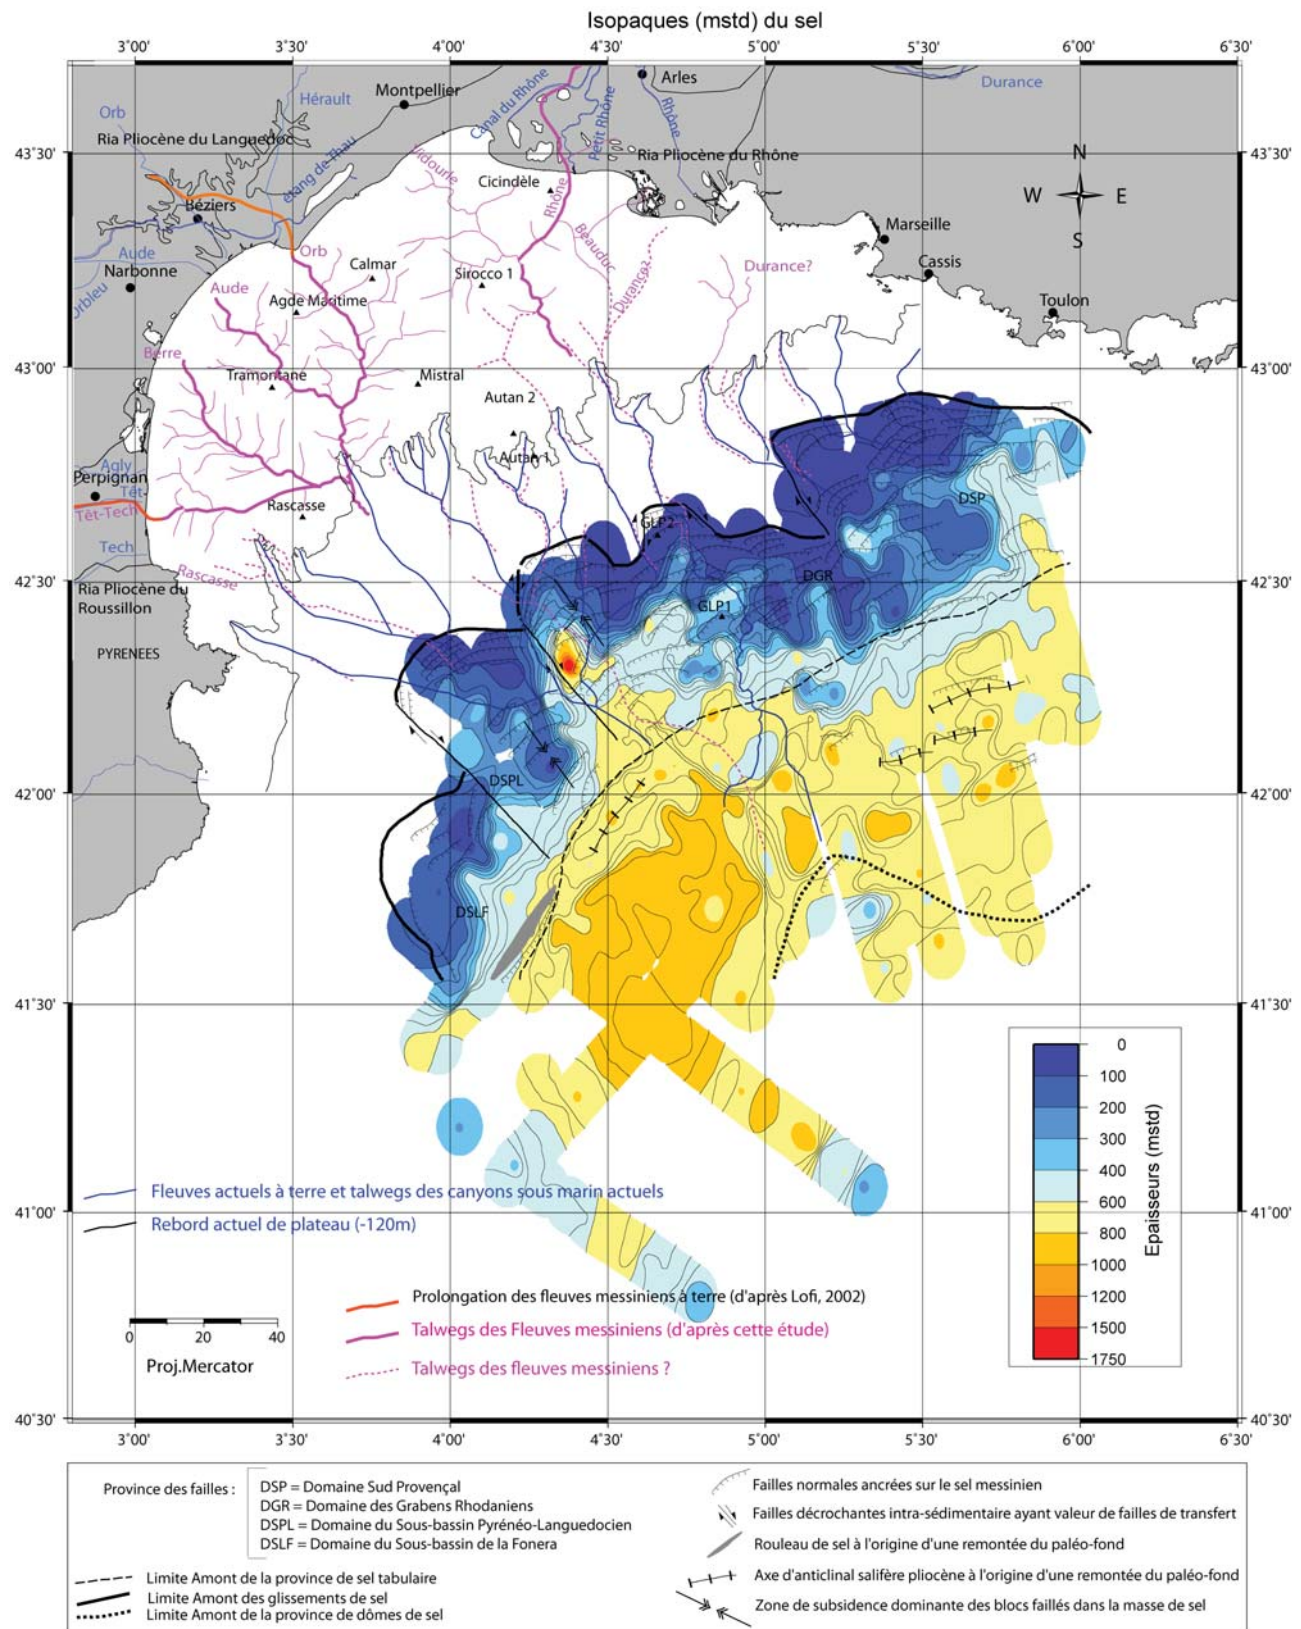 Isopaques (mstd) du sel
3°00' 3°30' 4°00' 4°30' 5°00' 5°30' 6°00' 6°30'
Arles
Durance
Montpellier
Hérault
Orb
Canal du Rhône
Petit Rhône
Rhône
Ria Pliocène du Languedoc
étang de Thau
43°30'
43°30'
Vidourle
Ria Pliocène du Rhône
N
W E
S
Cicindèle
Rhône
Béziers
Beauduc
Marseille
Orb
Aude
Narbonne
Calmar
Sirocco 1
Durance?
Durance?
Cassis
Orbieu
Aude
Agde Maritime
Toulon
Berre
43°00'
43°00'
Tramontane
Mistral
Autan 2
Autan 1
Agly
Perpignan
Têt
Têt-Tech
Rascasse
DSP
GLP2
Tech
Rascasse
42°30'
42°30'
DGR
Ria Pliocène du
Roussillon
GLP1
PYRENEES
DSPL
42°00'
42°00'
DSLF
41°30'
41°30'
0
100
200
300
400
600
800
1000
1200
1500
1750
Epaisseurs (mstd)
Fleuves actuels à terre et talwegs des canyons sous marin actuels
41°00'
41°00'
Rebord actuel de plateau (-120m)
Prolongation des fleuves messiniens à terre (d'après Lofi, 2002)
Talwegs des Fleuves messiniens (d'après cette étude)
0 20 40
Proj.Mercator
Talwegs des fleuves messiniens ?
40°30'
40°30'
3°00' 3°30' 4°00' 4°30' 5°00' 5°30' 6°00' 6°30'
Province des failles :
DSP = Domaine Sud Provençal
DGR = Domaine des Grabens Rhodaniens
DSPL = Domaine du Sous-bassin Pyrénéo-Languedocien
DSLF = Domaine du Sous-bassin de la Fonera
Limite Amont de la province de sel tabulaire
Limite Amont des glissements de sel
Limite Amont de la province de dômes de sel
Failles normales ancrées sur le sel messinien
Failles décrochantes intra-sédimentaire ayant valeur de failles de transfert
Rouleau de sel à l'origine d'une remontée du paléo-fond
Axe d'anticlinal salifère pliocène à l'origine d'une remontée du paléo-fond
Zone de subsidence dominante des blocs faillés dans la masse de sel